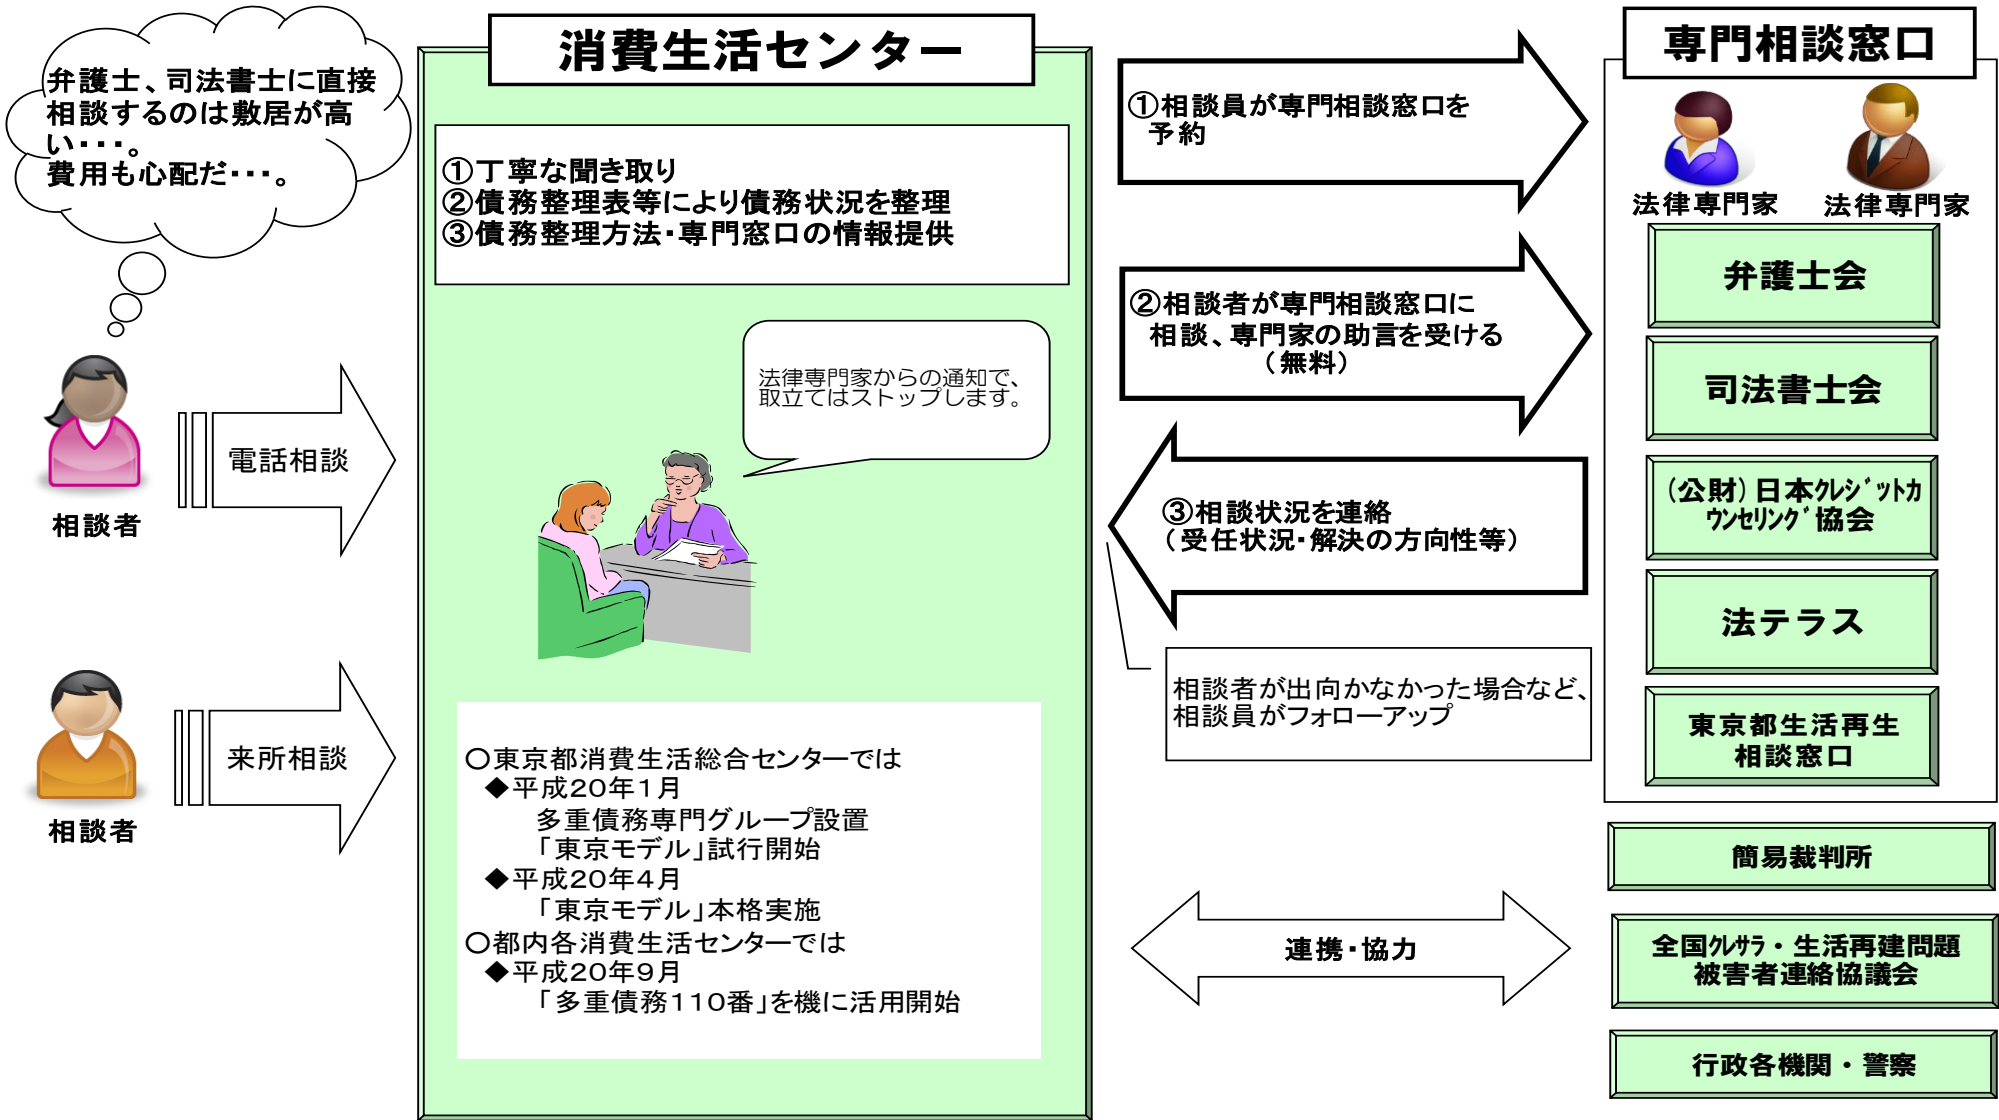 弁護士、司法書士に直接
相談するのは敷居が高
い・・・。
費用も心配だ・・・。
相談者
電話相談
相談者
来所相談
消費生活センター
①丁寧な聞き取り
②債務整理表等により債務状況を整理
③債務整理方法・専門窓口の情報提供
法律専門家からの通知で、
取立てはストップします。
○東京都消費生活総合センターでは
◆平成20年1月
多重債務専門グループ設置
「東京モデル」試行開始
◆平成20年4月
「東京モデル」本格実施
○都内各消費生活センターでは
◆平成20年9月
「多重債務110番」を機に活用開始
①相談員が専門相談窓口を
予約
②相談者が専門相談窓口に
相談、専門家の助言を受ける
（無料）
③相談状況を連絡
（受任状況・解決の方向性等）
相談者が出向かなかった場合など、
相談員がフォローアップ
連携・協力
専門相談窓口
法律専門家
法律専門家
弁護士会
司法書士会
(公財)日本ｸﾚｼﾞｯﾄｶ
ｳﾝｾﾘﾝｸﾞ協会
法テラス
東京都生活再生
相談窓口
簡易裁判所
全国ｸﾚｻﾗ・生活再建問題
被害者連絡協議会
行政各機関・警察